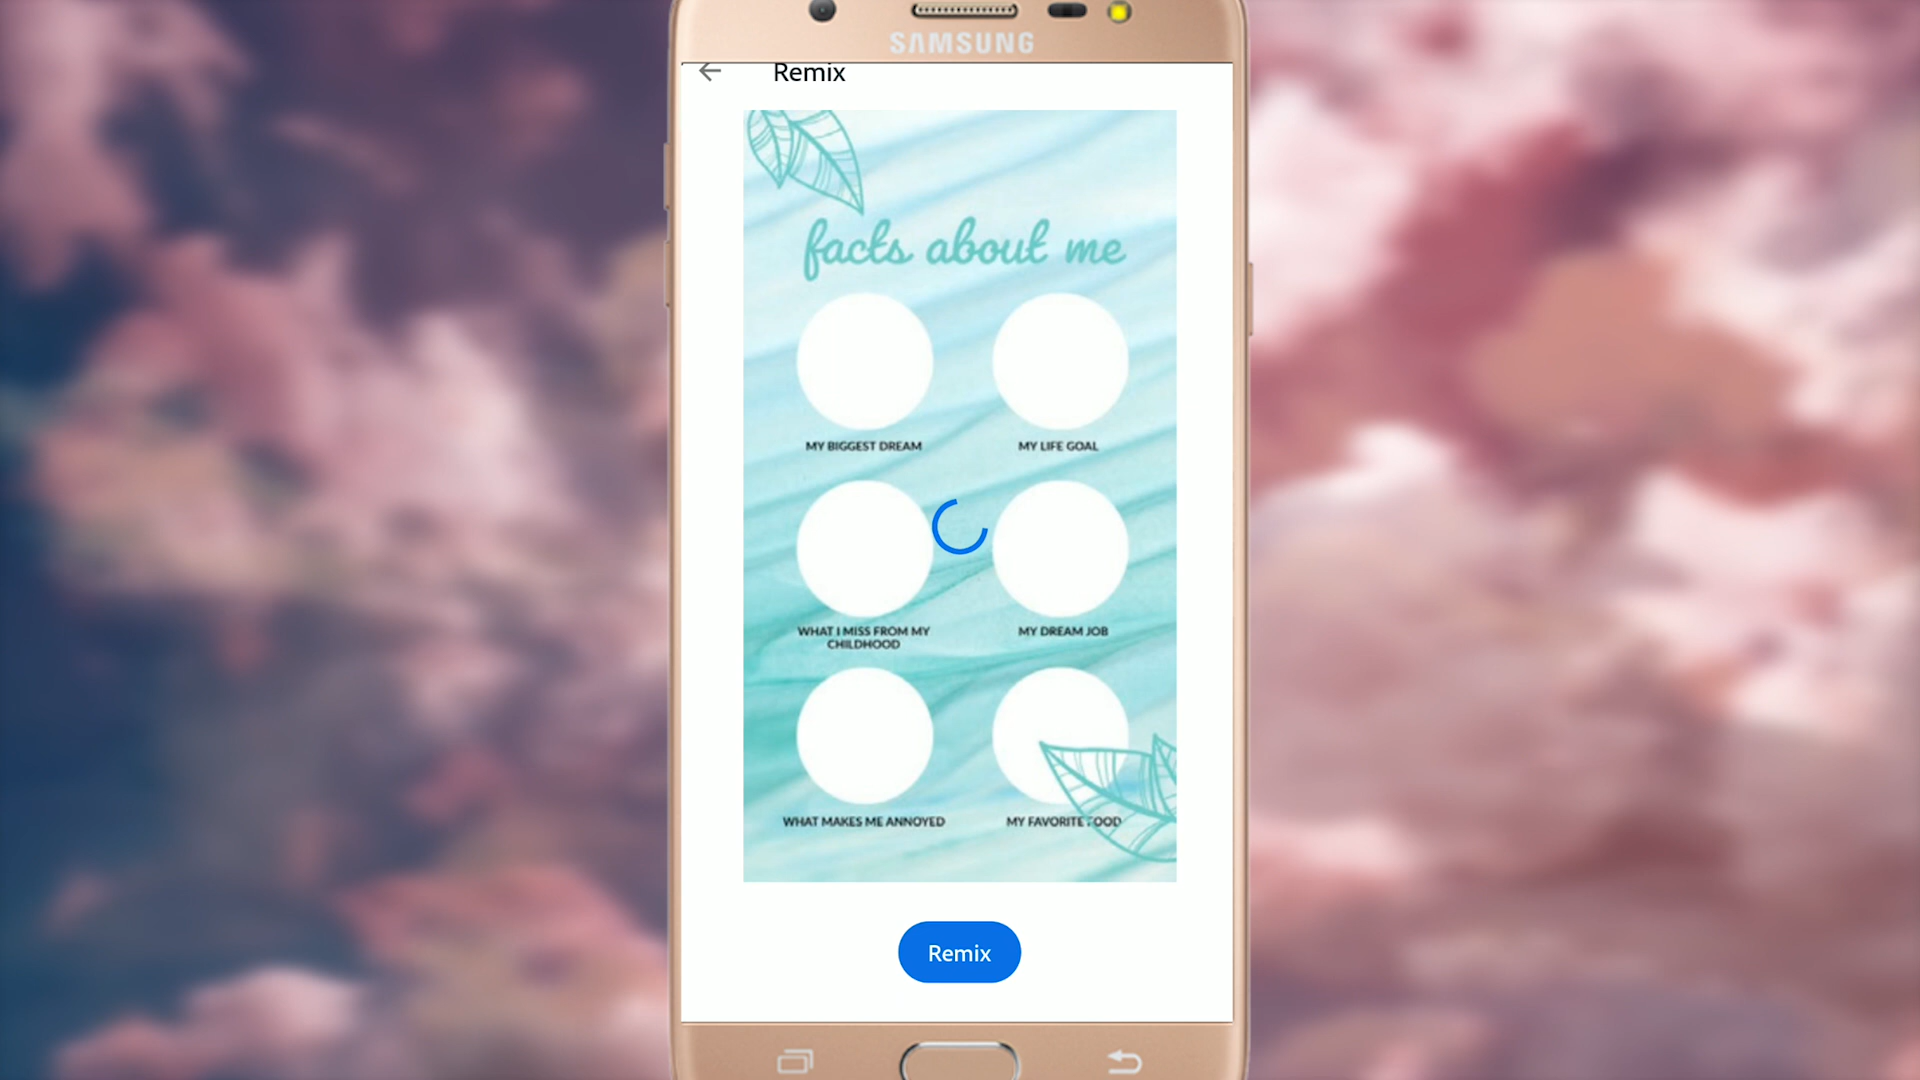 SAMSUNG
Remix
facts about me
MY BIGGEST DREAM
MY LIFE GOAL
WHAT I MISS FROM MY
CHILDHOOD
MY DREAM JOB
WHAT MAKES ME ANNOYED
MY FAVORITE FOOD
Remix